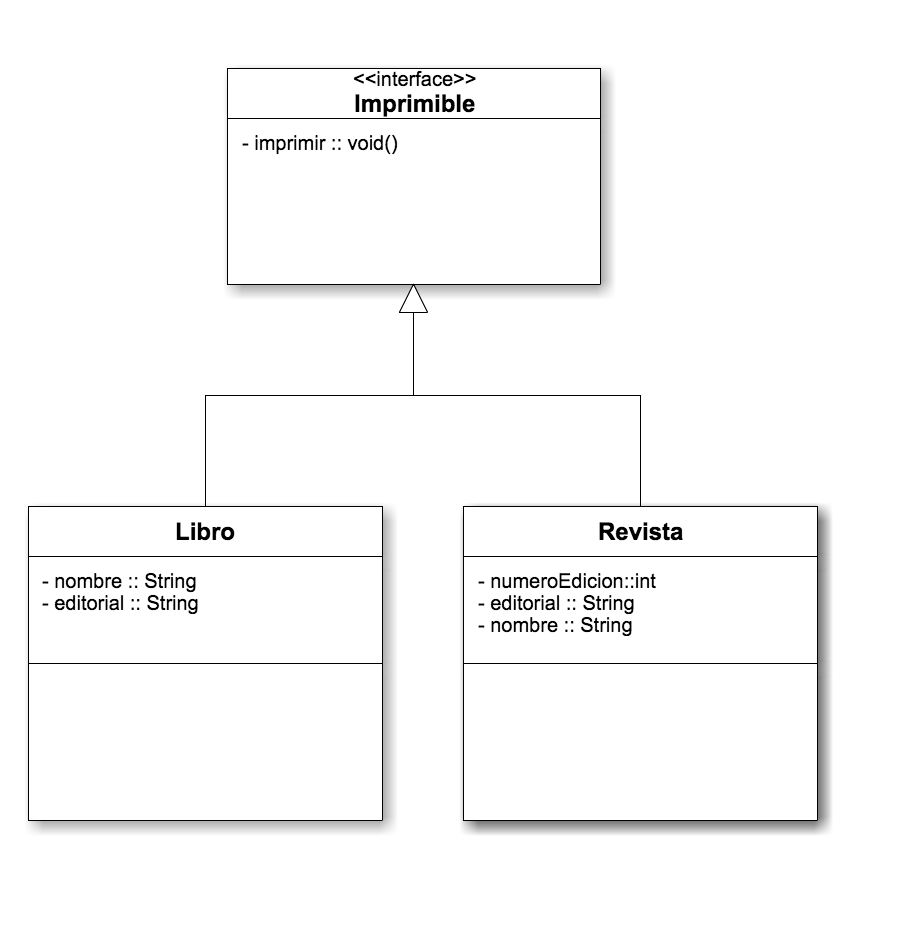 <<interface>>
Imprimible
- imprimir :: void()
Libro
- nombre :: String
- editorial :: String
Revista
- numeroEdicion::int
- editorial :: String
- nombre :: String